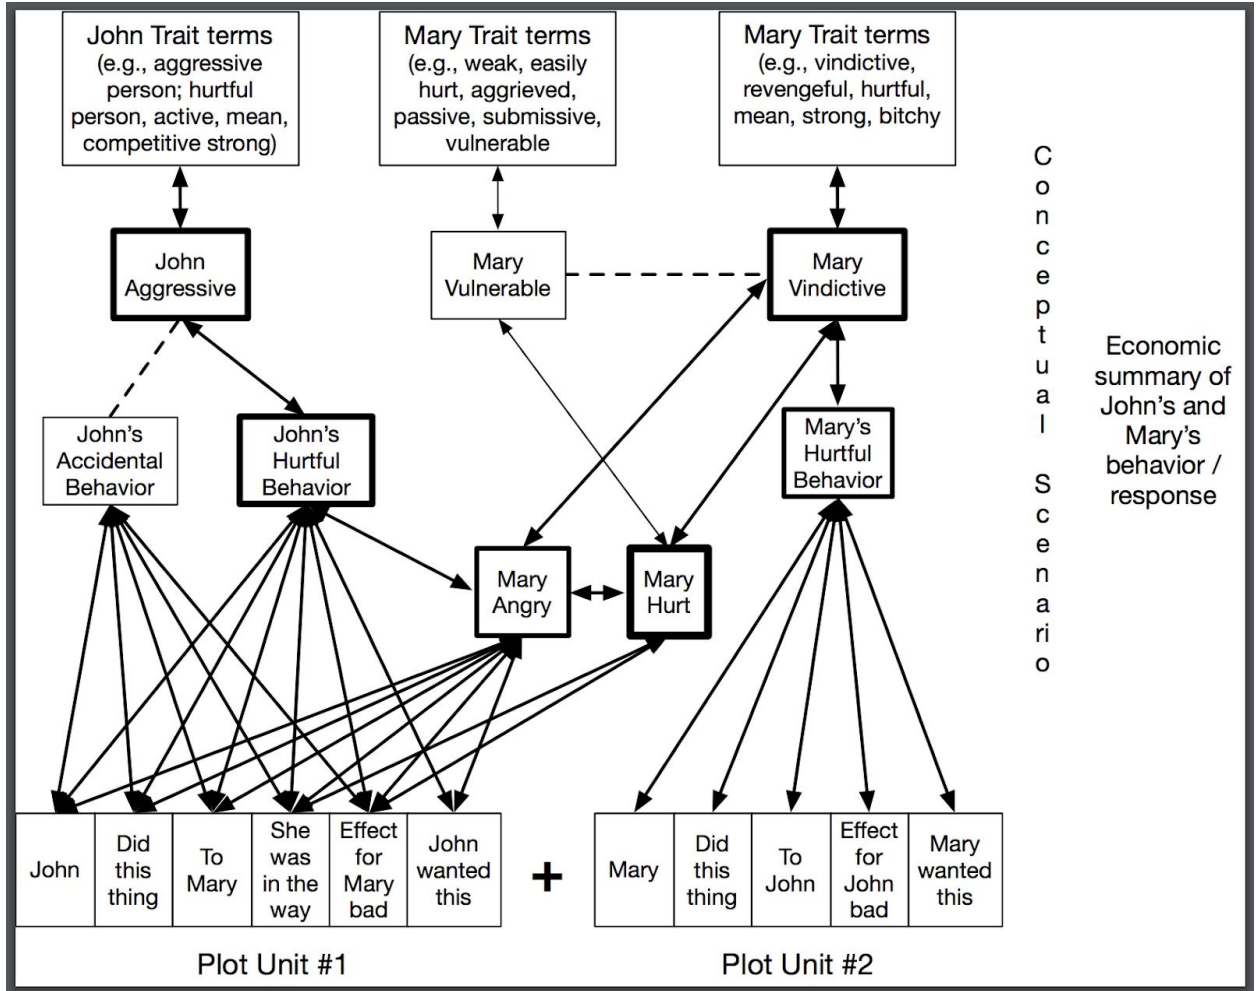 John Trait terms
(e.g., aggressive
person; hurtful
person, active, mean,
competitive strong)
Mary Trait terms
(e.g., weak, easily
hurt, aggrieved,
passive, submissive,
vulnerable
Mary Trait terms
(e.g., vindictive,
revengeful, hurtful,
mean, strong, bitchy
John
Aggressive
Mary
Vulnerable
Mary
Vindictive
John's
Accidental
Behavior
John's
Hurtful
Behavior
Mary's
Hurtful
Behavior
Mary
Angry
Mary
Hurt
C
o
n
c
e
p
t
u
a
l
S
c
e
n
a
ri
o
Economic
summary of
John's and
Mary's
behavior /
response
John
Did
this
thing
To
Mary
She
was
in the
way
Effect
for
Mary
bad
John
wanted
this
+
Mary
Did
this
thing
To
John
Effect
for
John
bad
Mary
wanted
this
Plot Unit #1
Plot Unit #2